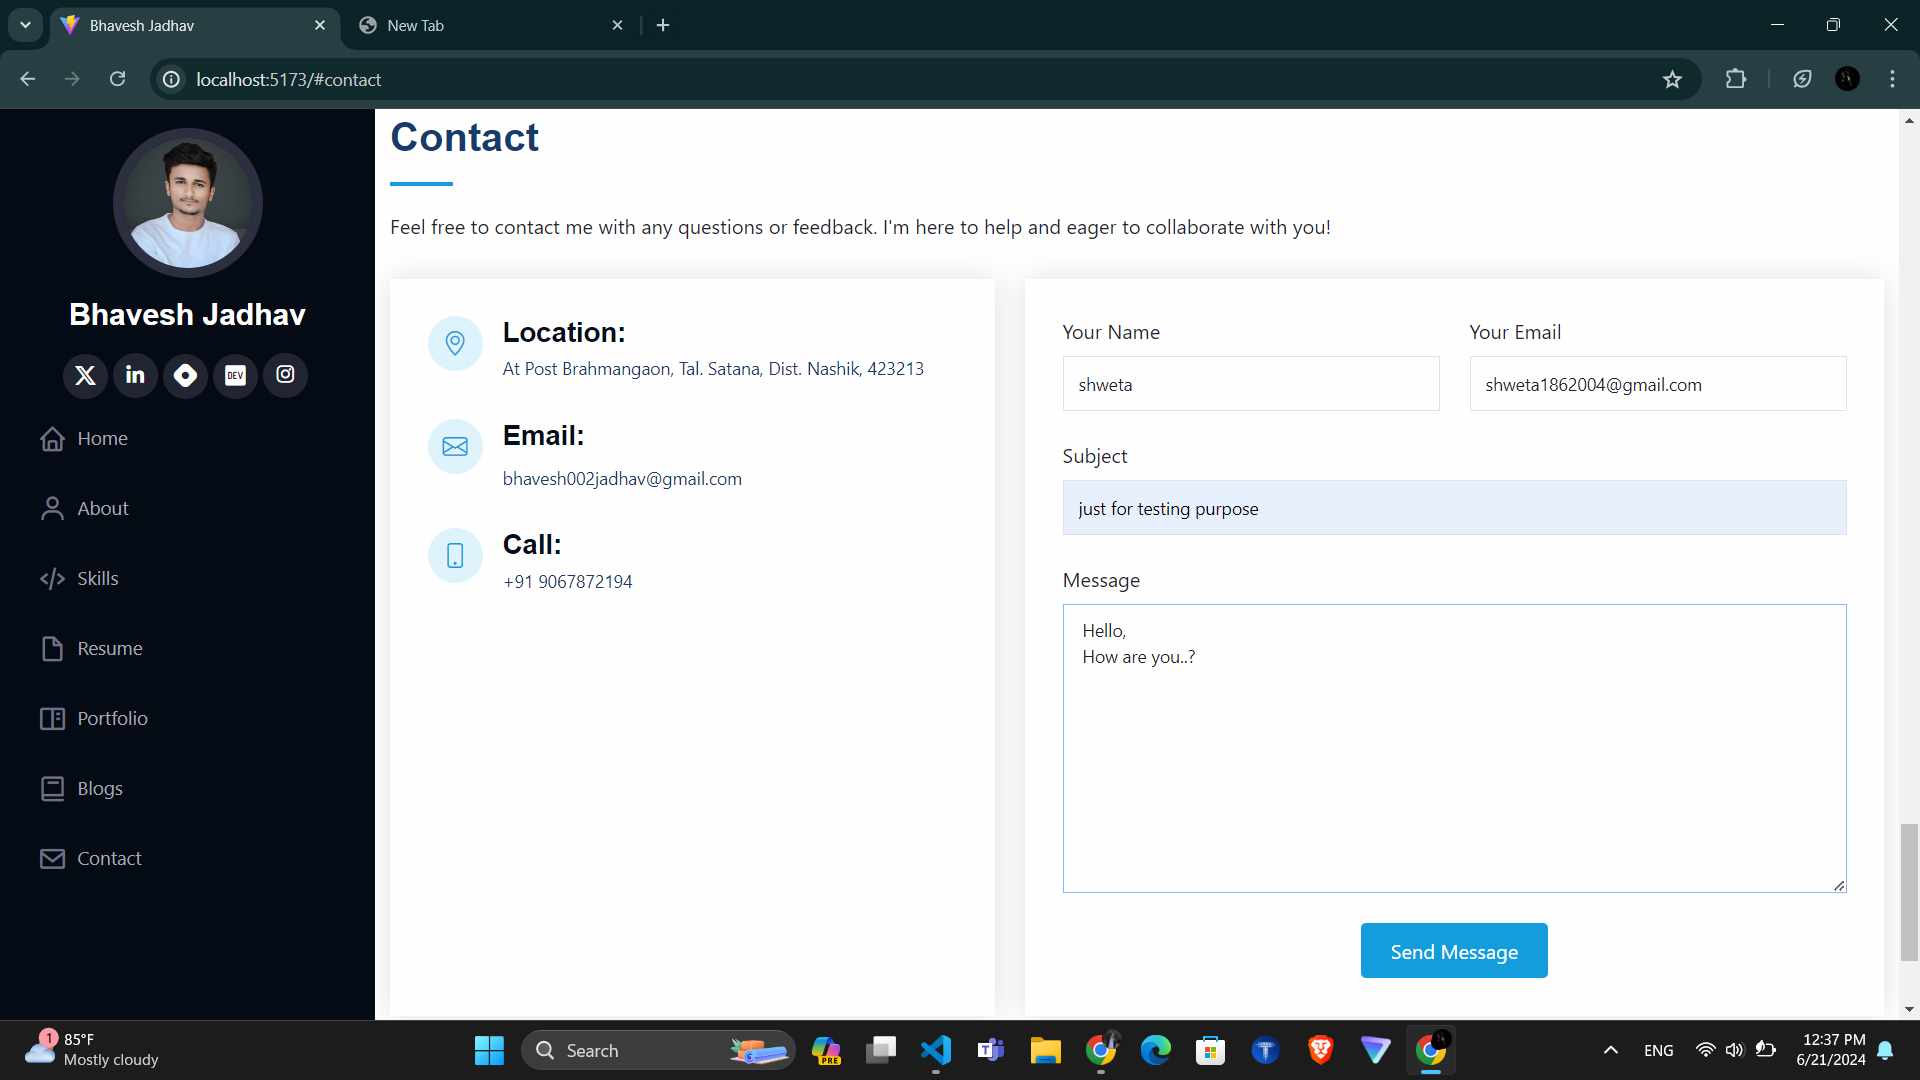 Bhavesh Jadhav
New Tab
localhost:5173/#contact
Bhavesh Jadhav
DEV
Home
About
Skills
Resume
Portfolio
Blogs
Contact
Contact
Feel free to contact me with any questions or feedback. I'm here to help and eager to collaborate with you!
Location:
At Post Brahmangaon, Tal. Satana, Dist. Nashik, 423213
Email:
bhavesh002jadhav@gmail.com
Call:
+91 9067872194
Your Name
Your Email
shweta
shweta1862004@gmail.com
Subject
just for testing purpose
Message
Hello,
How are you..?
Send Message
1
85°F
Mostly cloudy
Search
PRE
ENG
12:37 PM
6/21/2024